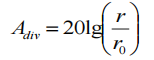 A_div = 20lg(r/r_0)